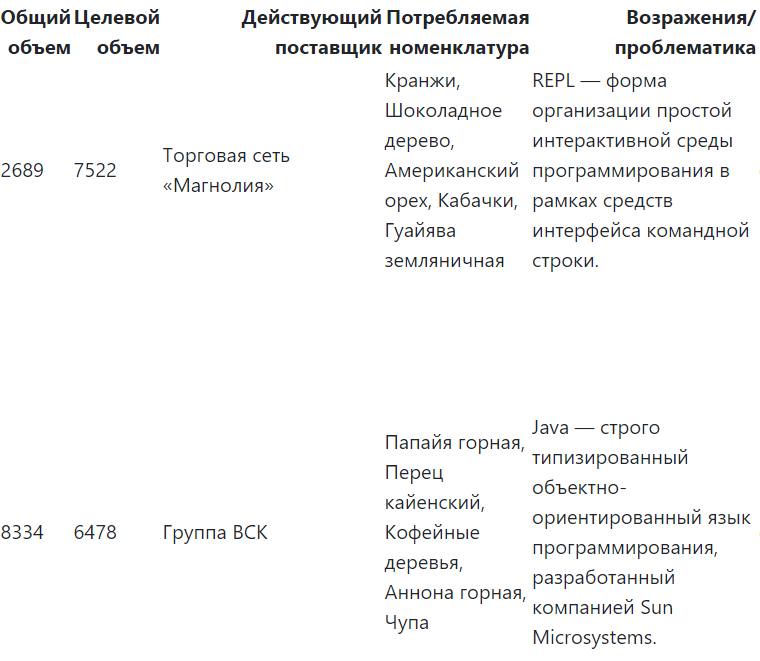 Общий объем
Целевой объем
Действующий поставщик
Потребляемая номенклатура
Возражения/ проблематика
2689
7522
Торговая сеть
«Магнолия»
Кранжи,
Шоколадное
дерево,
Американский
орех, Кабачки,
Гуайява
земляничная
REPL — форма
организации простой
интерактивной среды
программирования в
рамках средств
интерфейса командной
строки.
8334
6478
Группа ВСК
Папайя горная,
Перец
кайенский,
Кофейные
деревья,
Аннона горная,
Чупа
Java — строго
типизированный
объектно-
ориентированный язык
программирования,
разработанный
компанией Sun
Microsystems.